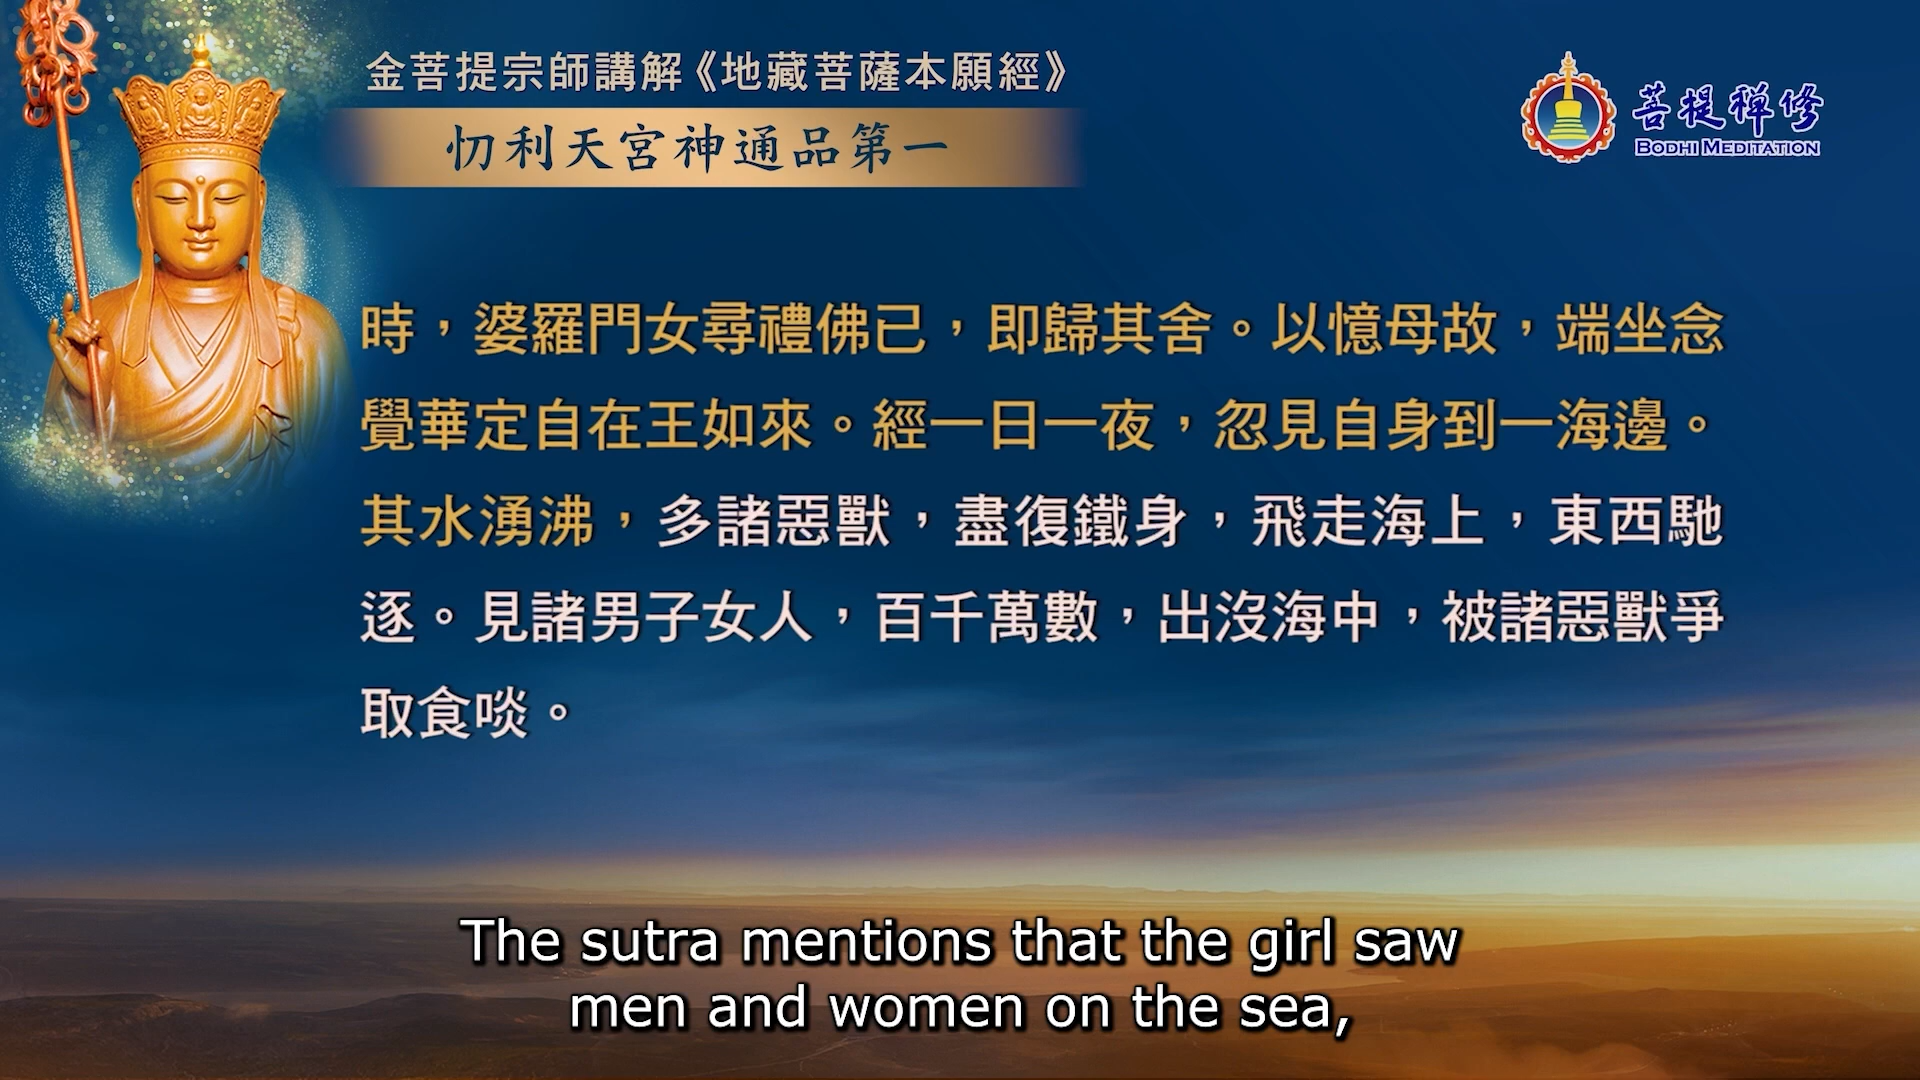 金菩提宗師講解《地藏菩薩本願經》
忉利天宮神通品第一
菩提禪修
BODHI MEDITATION
時，婆羅門女尋禮佛已，即歸其舍。以憶母故，端坐念
覺華定自在王如來。經一日一夜，忽見自身到一海邊。
其水湧沸，多諸惡獸，盡復鐵身，飛走海上，東西馳
逐。見諸男子女人，百千萬數，出沒海中，被諸惡獸爭
取食啖。
The sutra mentions that the girl saw
men and women on the sea,